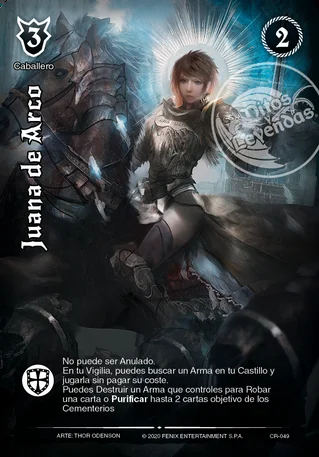 3
2
Caballero
Juana de Arco
Mitos
y
Leyendas
No puede ser Anulado.
En tu Vigilia, puedes buscar un Arma en tu Castillo y
jugarla sin pagar su coste.
Puedes Destruir un Arma que controles para Robar
una carta o Purificar hasta 2 cartas objetivo de los
Cementerios
ARTE: THOR ODENSON
© 2020 FENIX ENTERTAINMENT S.P.A.
CR-049